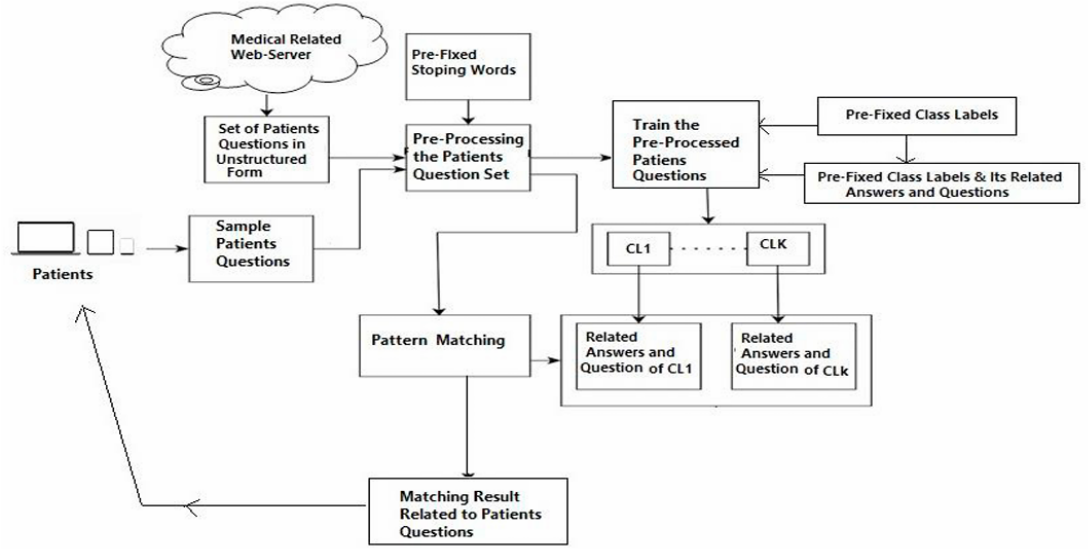 Medical Related
Web-Server
Pre-FIxed
Stoping Words
Set of Patients
Questions in
Unstructured
Form
Pre-Processing
the Patients
Question Set
Train the
Pre-Processed
Patiens
Questions
Pre-Fixed Class Labels
Pre-Fixed Class Labels & Its Related
Answers and Questions
Sample
Patients
Questions
Patients
CL1
CLK
Pattern Matching
Related
Answers and
Question of CL1
Related
Answers and
Question of CLk
Matching Result
Related to Patients
Questions